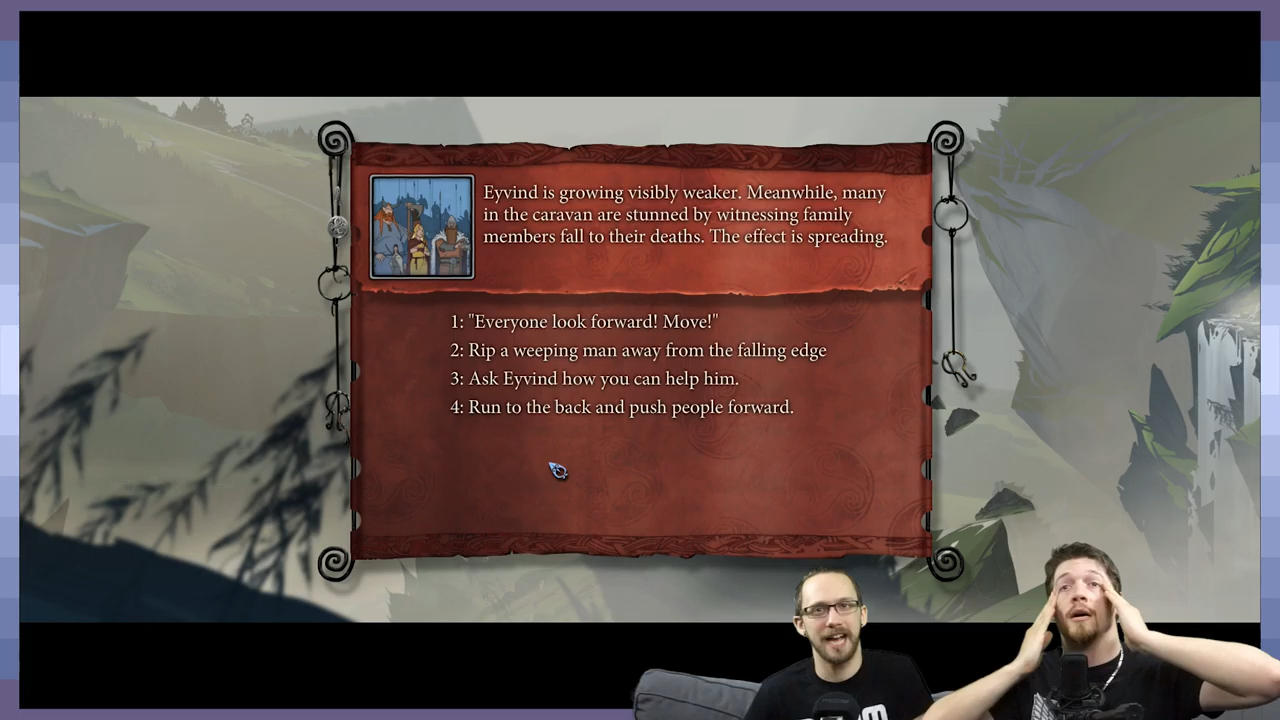 Eyvind is growing visibly weaker. Meanwhile, many
in the caravan are stunned by witnessing family
members fall to their deaths. The effect is spreading.
1: "Everyone look forward! Move!"
2: Rip a weeping man away from the falling edge
3: Ask Eyvind how you can help him.
4: Run to the back and push people forward.